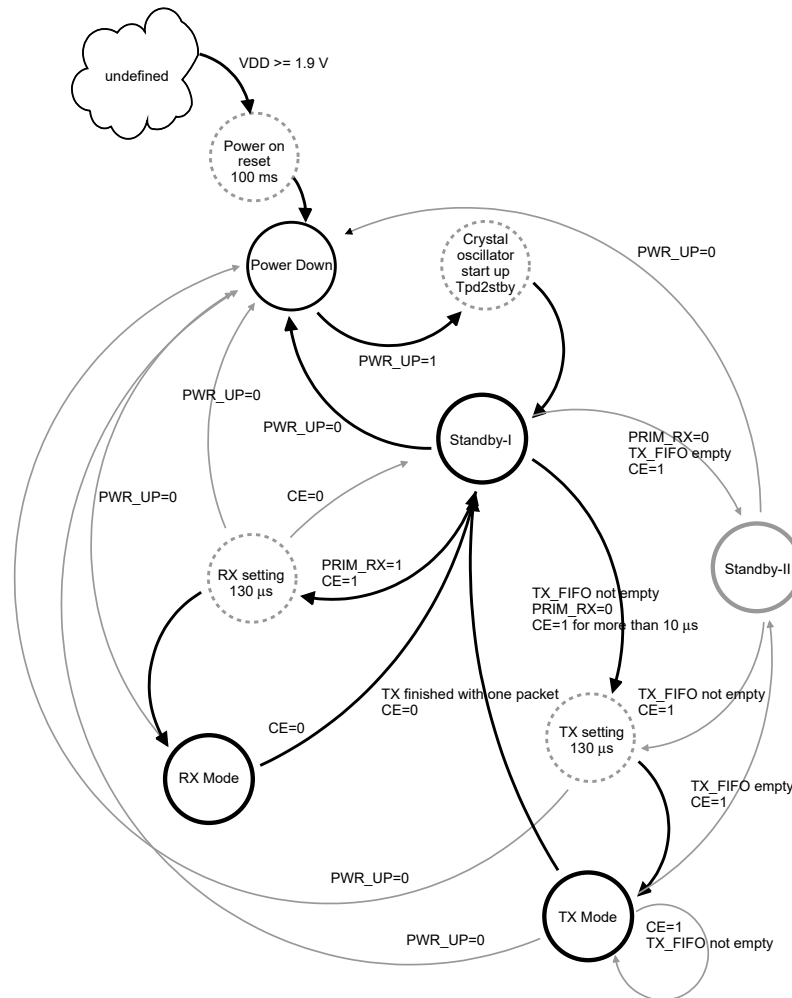 undefined
VDD >= 1.9 V
Power on
reset
100 ms
Power Down
Crystal
oscillator
start up
Tpd2stby
PWR_UP=0
PWR_UP=1
PWR_UP=0
PWR_UP=0
Standby-I
PRIM_RX=0
TX_FIFO empty
CE=1
PWR_UP=0
CE=0
RX setting
130 µs
PRIM_RX=1
CE=1
Standby-II
TX_FIFO not empty
PRIM_RX=0
CE=1 for more than 10 µs
TX finished with one packet
CE=0
TX_FIFO not empty
CE=1
CE=0
TX setting
130 µs
RX Mode
TX_FIFO empty
CE=1
PWR_UP=0
TX Mode
PWR_UP=0
CE=1
TX_FIFO not empty